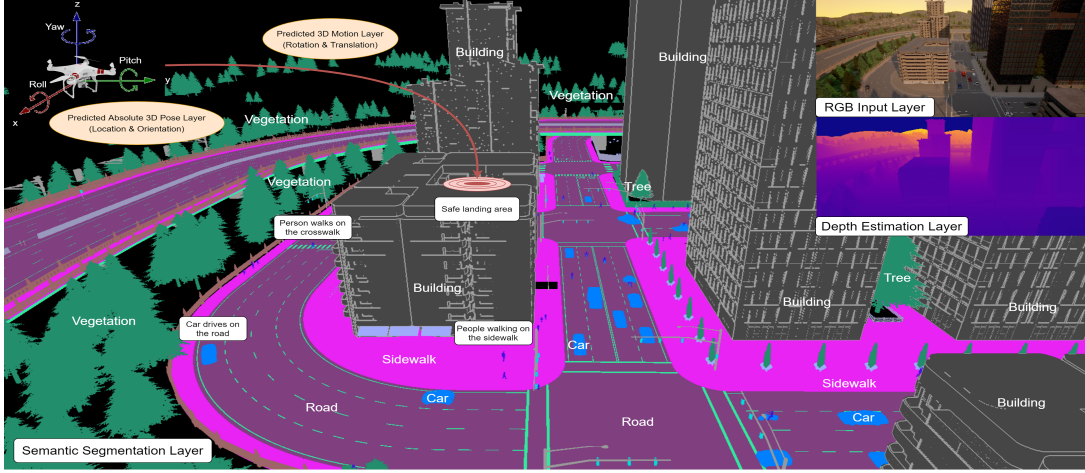 z
Yaw
Pitch
y
Roll
x
Predicted 3D Motion Layer
(Rotation & Translation)
Predicted Absolute 3D Pose Layer
(Location & Orientation)
Building
Building
RGB Input Layer
Vegetation
Vegetation
Vegetation
Tree
Safe landing area
Person walks on
the crosswalk
Depth Estimation Layer
Tree
Building
Building
Building
Vegetation
Car drives on
the road
People walking on
the sidewalk
Car
Sidewalk
Sidewalk
Car
Road
Road
Car
Building
Semantic Segmentation Layer